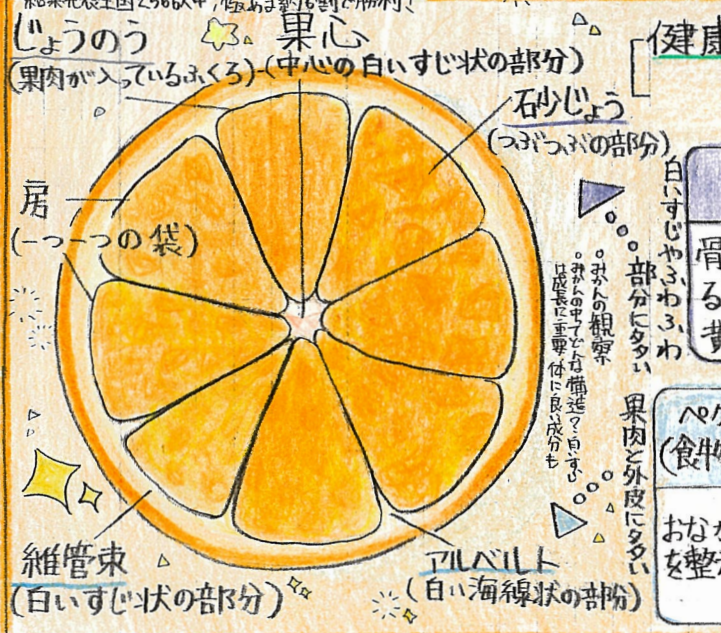 じょうのう
(果肉が入っているふくろ)
果心
(中心の白いすじ状の部分)
砂じょう
(つぶつぶの部分)
房
(一つ一つの袋)
維管束
(白いすじ状の部分)
アルベルト
(白い海綿状の部分)
。みかんの観察
。みかんの中でどんな構造?白いすじ
は成長に重要 体に良い成分も
健康
白いすじやふわふわ
部分に多い
骨
る
果肉と外皮に多い
ペク
(食物
おなか
を整